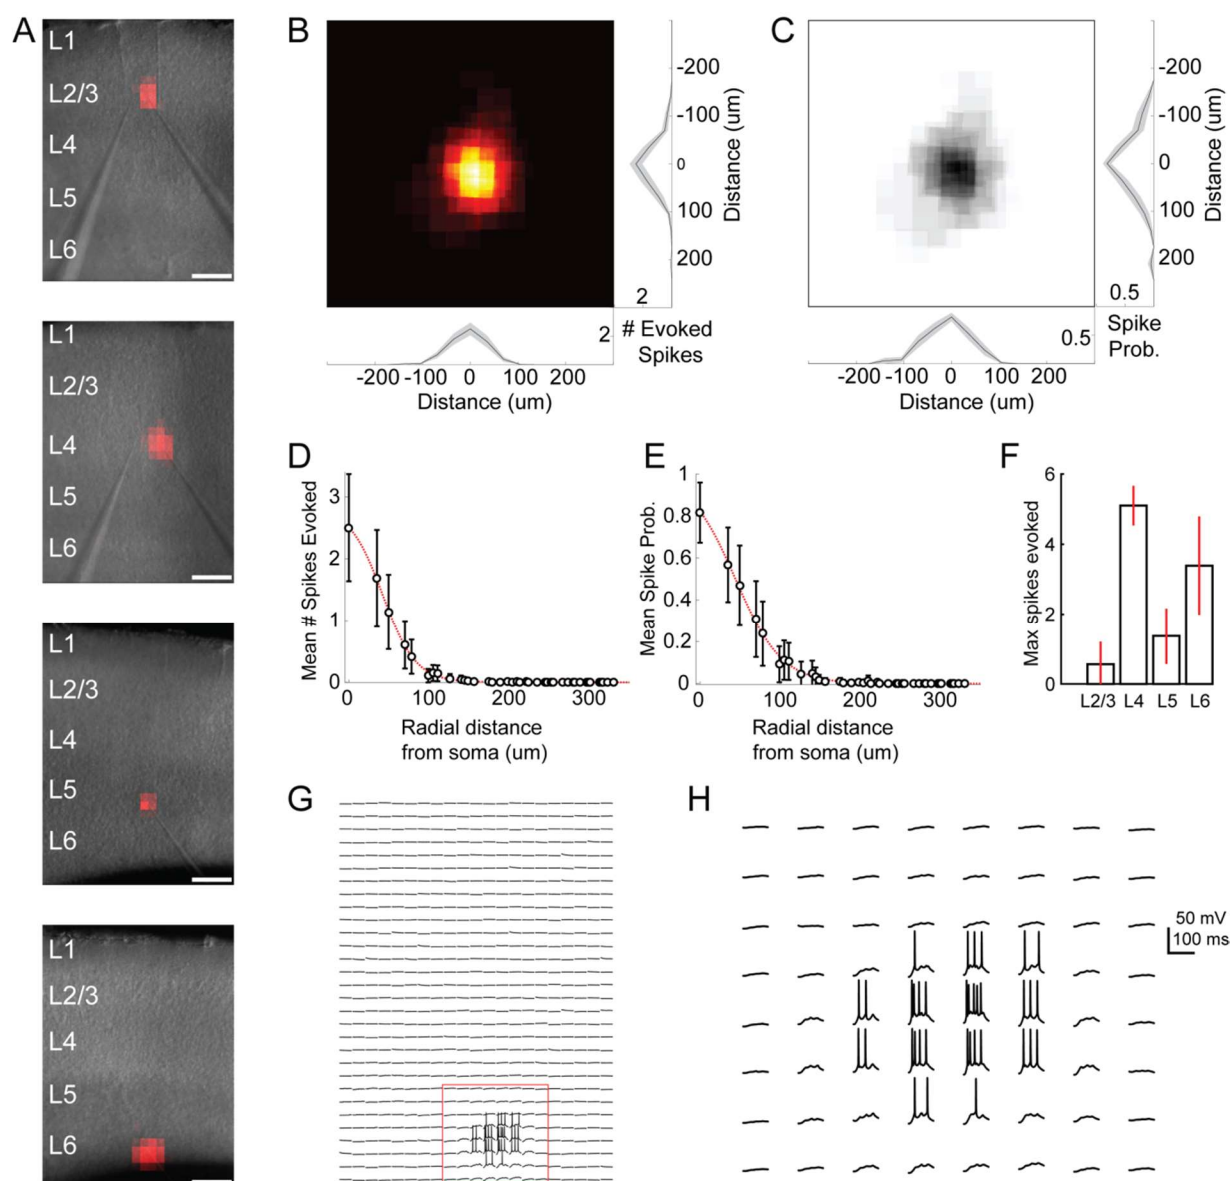 A
L1
L2/3
L4
L5
L6
L1
L2/3
L4
L5
L6
L1
L2/3
L4
L5
L6
L1
L2/3
L4
L5
L6
B
-200
-100
0
100
200
Distance (um)
2
2
# Evoked
Spikes
-200 -100 0 100 200
Distance (um)
C
-200
-100
0
100
200
Distance (um)
0.5
0.5
Spike
Prob.
-200 -100 0 100 200
Distance (um)
D
Mean # Spikes Evoked
3
2
1
0
0 100 200 300
Radial distance
from soma (um)
E
Mean Spike Prob.
1
0.8
0.6
0.4
0.2
0
0 100 200 300
Radial distance
from soma (um)
F
Max spikes evoked
6
4
2
0
L2/3 L4 L5 L6
G
H
50 mV
100 ms